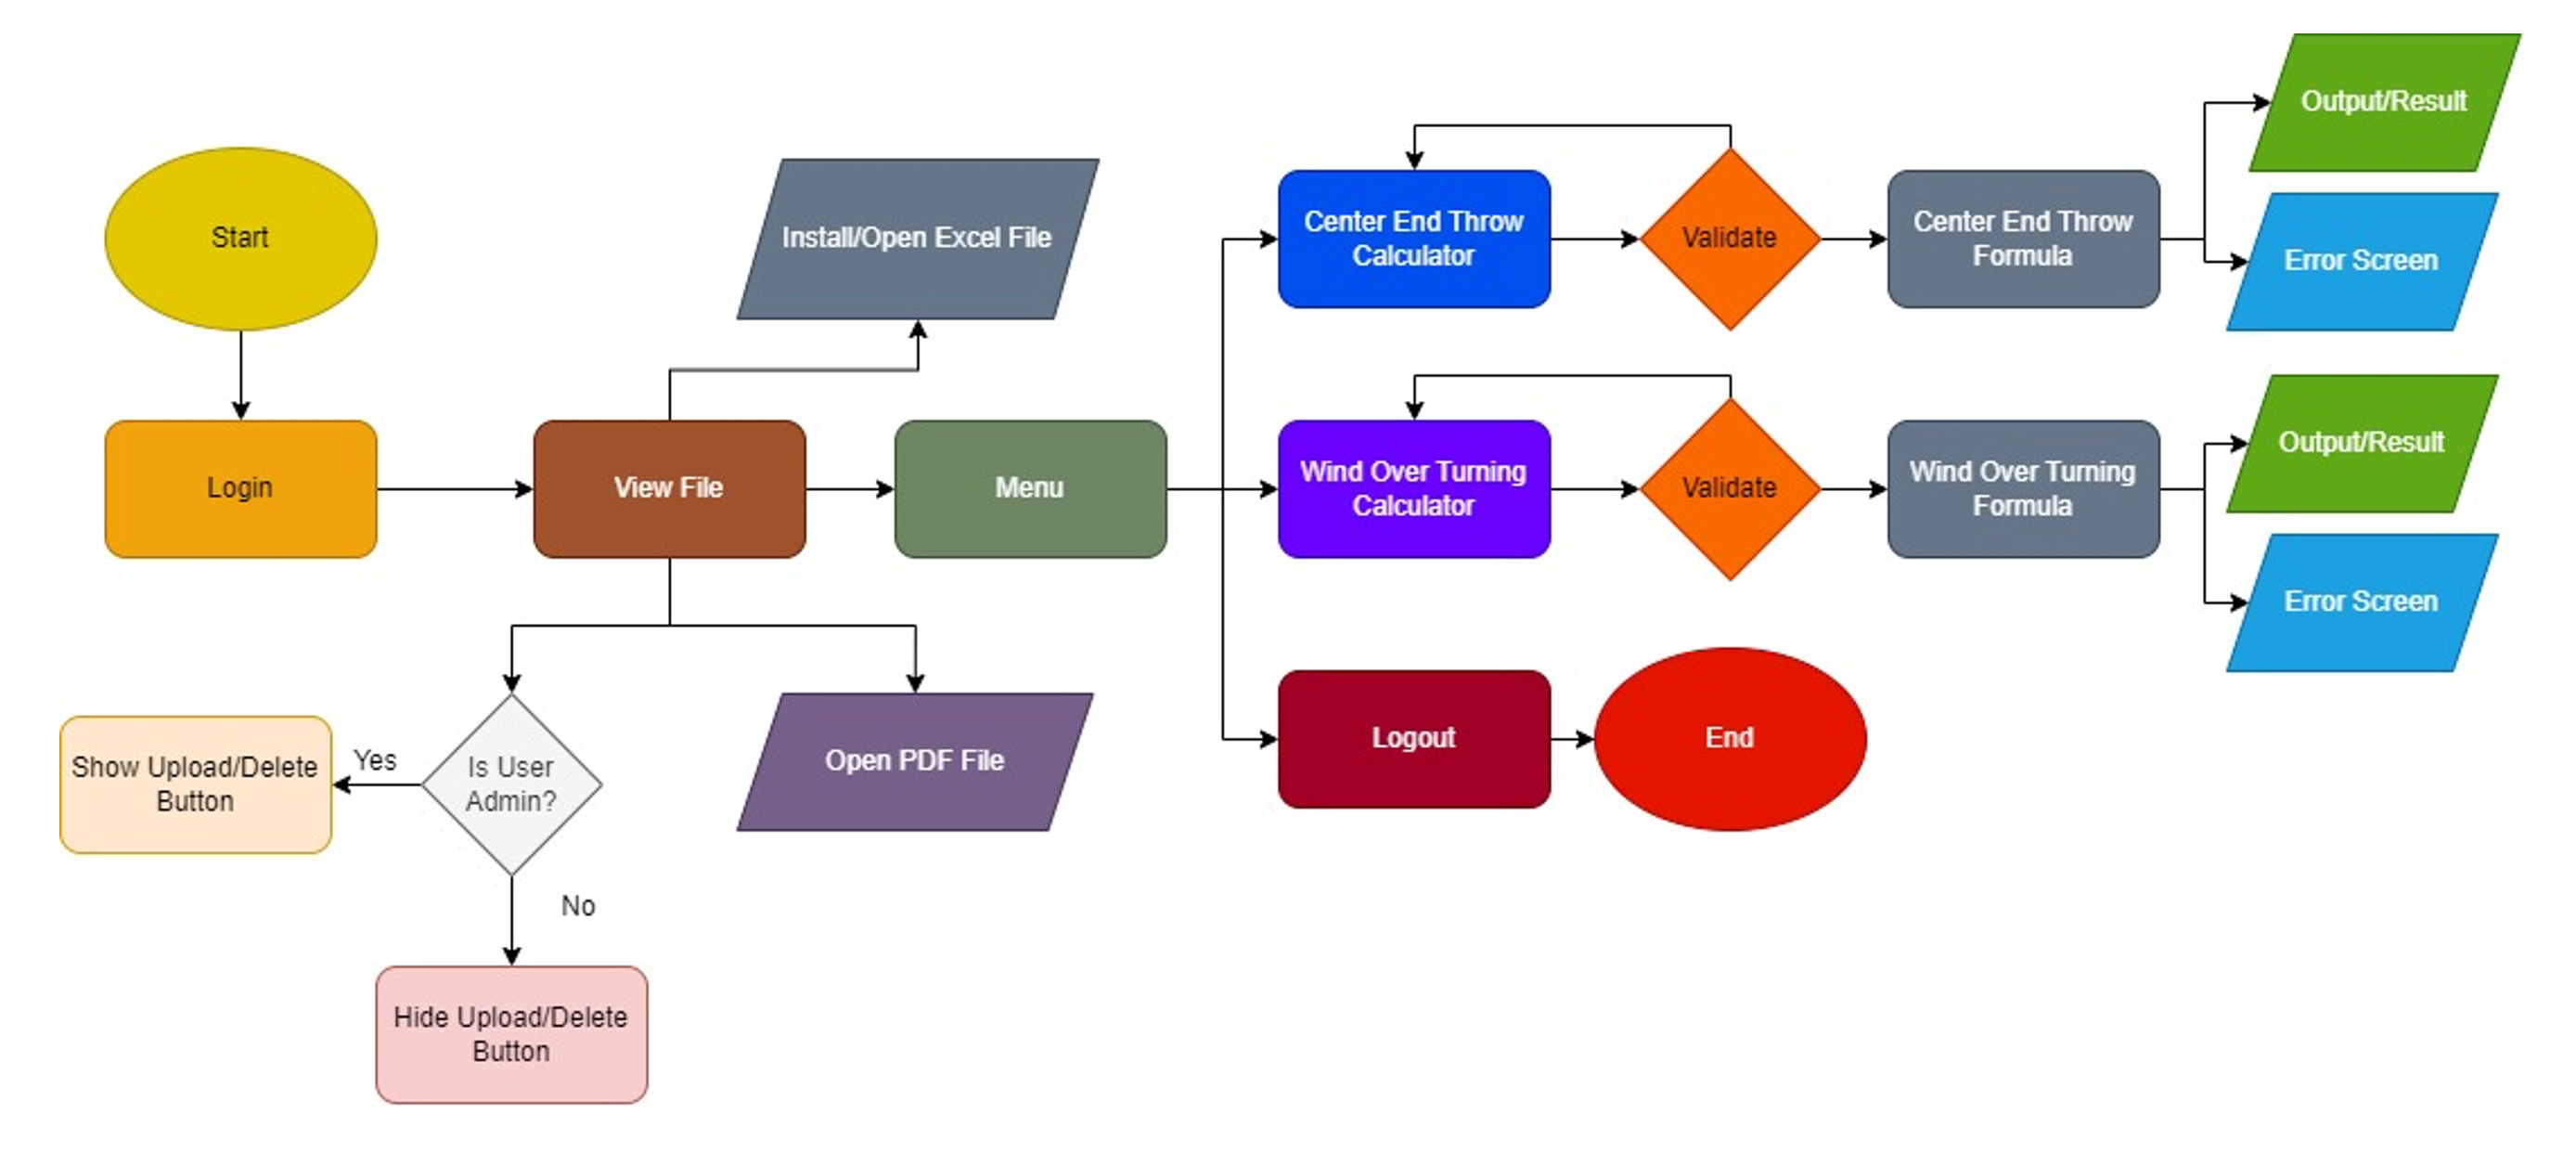 Start
Login
View File
Install/Open Excel File
Menu
Is User
Admin?
Yes
Show Upload/Delete
Button
No
Hide Upload/Delete
Button
Open PDF File
Center End Throw
Calculator
Validate
Center End Throw
Formula
Output/Result
Error Screen
Wind Over Turning
Calculator
Validate
Wind Over Turning
Formula
Output/Result
Error Screen
Logout
End